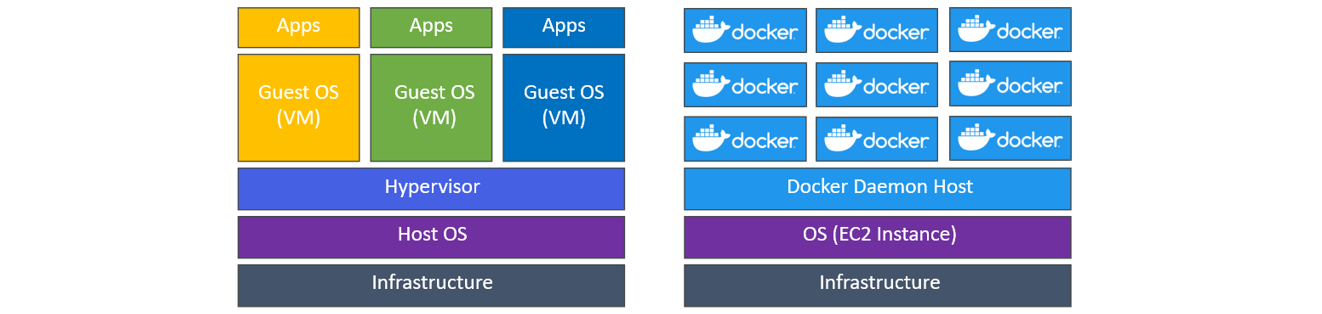 Apps
Apps
Apps
Guest OS
(VM)
Guest OS
(VM)
Guest OS
(VM)
Hypervisor
Host OS
Infrastructure
docker
docker
docker
docker
docker
docker
docker
docker
docker
Docker Daemon Host
OS (EC2 Instance)
Infrastructure